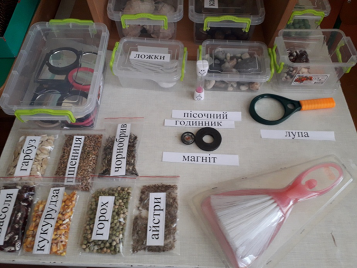 ложки
пісочний
годинник
лупа
магніт
гарбуз
пшениця
чорнобрив
квасоля
кукурудза
горох
айстри